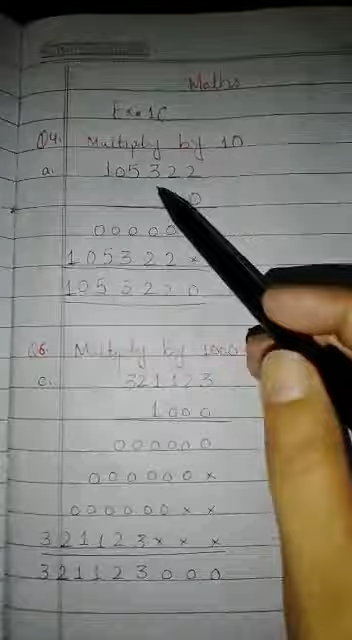 Maths
Ex. 1C
Q4. Multiply by 10
a. 105322
0
00000
105322×
1053220
Q6. Multiply by 1000
c. 321123
1000
000000
000000×
000000××
321123×××
321123000